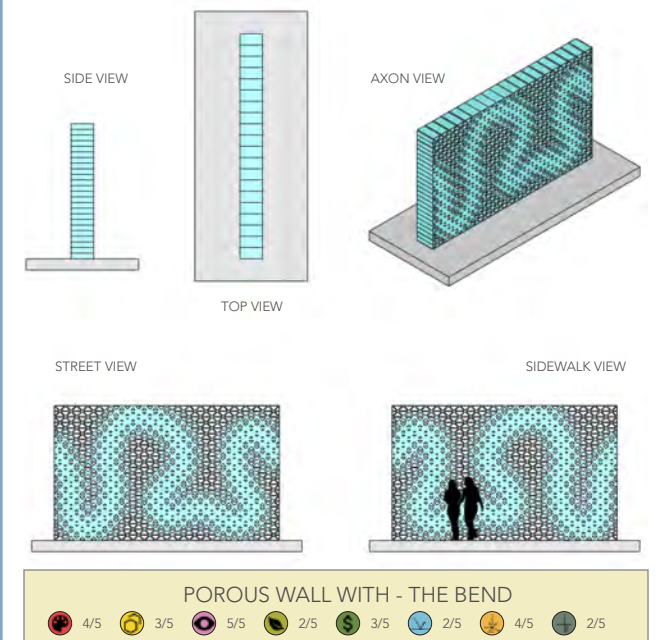 SIDE VIEW
AXON VIEW
TOP VIEW
STREET VIEW
SIDEWALK VIEW
POROUS WALL WITH - THE BEND
4/5 3/5 5/5 2/5 $ 3/5 2/5 4/5 2/5